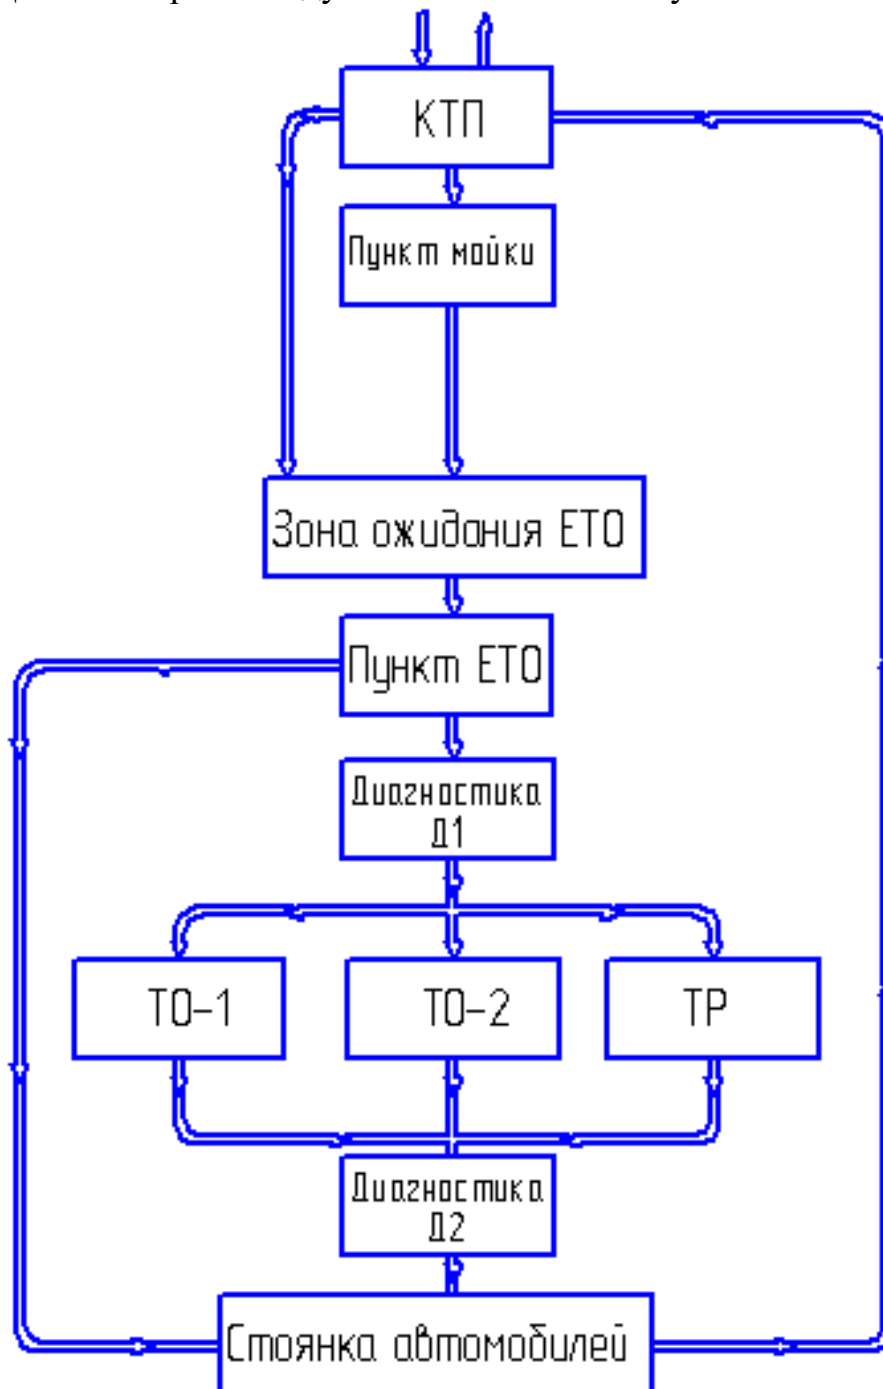 КТП
Пункт мойки
Зона ожидания ЕТО
Пункт ЕТО
Диагностика
Д1
ТО-1
ТО-2
ТР
Диагностика
Д2
Стоянка автомобилей